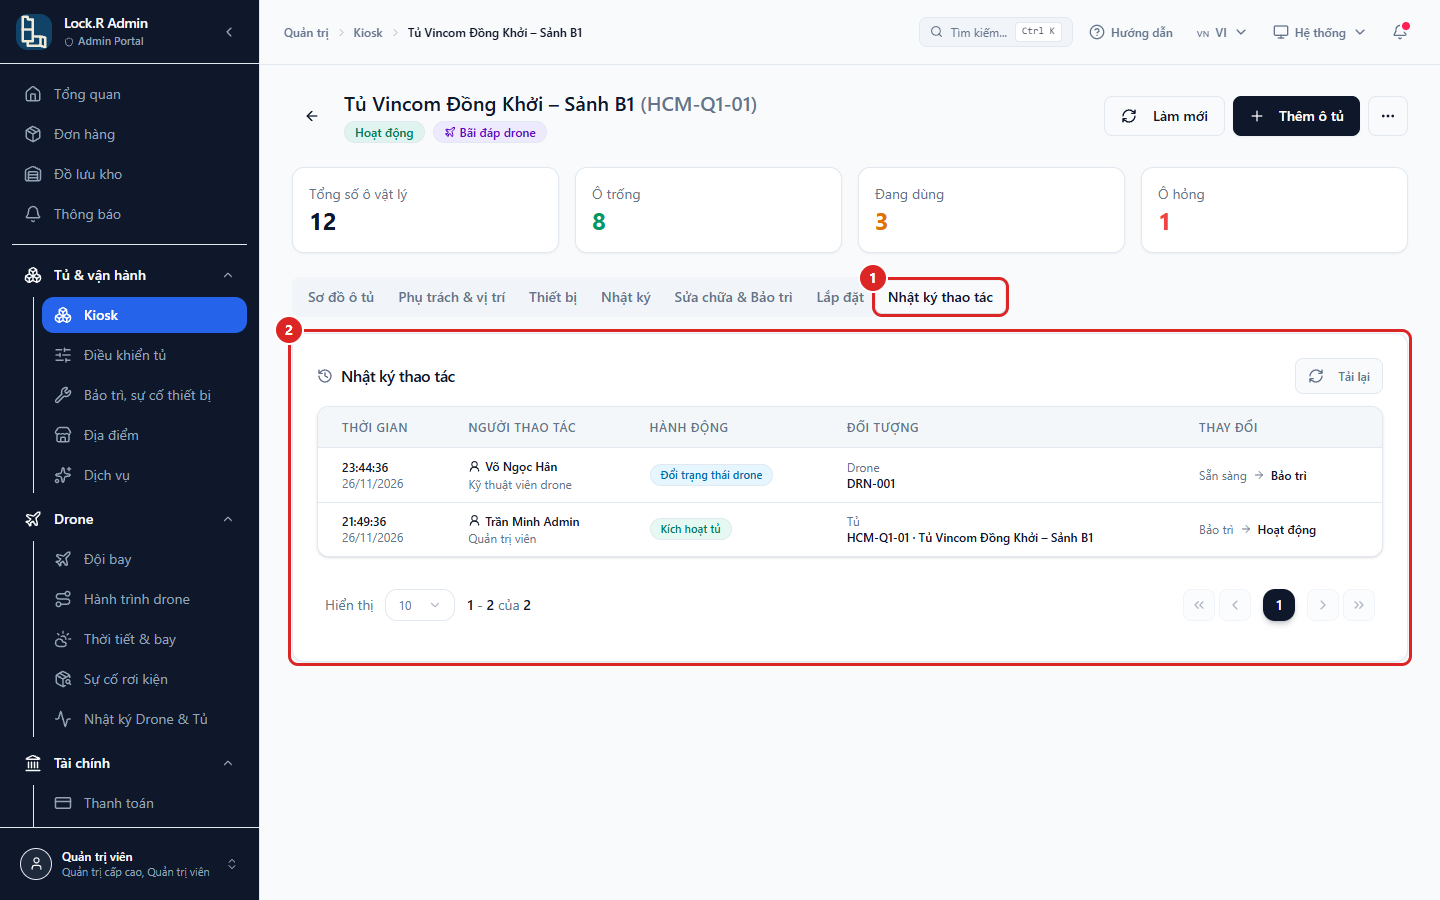 Lock.R Admin
Admin Portal
Tổng quan
Đơn hàng
Đồ lưu kho
Thông báo
Tủ & vận hành
Kiosk
Điều khiển tủ
Bảo trì, sự cố thiết bị
Địa điểm
Dịch vụ
Drone
Đội bay
Hành trình drone
Thời tiết & bay
Sự cố rơi kiện
Nhật ký Drone & Tủ
Tài chính
Thanh toán
Quản trị viên
Quản trị cấp cao, Quản trị viên
Quản trị Kiosk Tủ Vincom Đồng Khởi – Sảnh B1
Tìm kiếm... Ctrl K Hướng dẫn VN VI Hệ thống
Tủ Vincom Đồng Khởi – Sảnh B1 (HCM-Q1-01)
Hoạt động Bãi đáp drone
Làm mới Thêm ô tủ
Tổng số ô vật lý
12
Ô trống
8
Đang dùng
3
Ô hỏng
1
Sơ đồ ô tủ Phụ trách & vị trí Thiết bị Nhật ký Sửa chữa & Bảo trì Lắp đặt 1 Nhật ký thao tác
2
Nhật ký thao tác Tải lại
THỜI GIAN NGƯỜI THAO TÁC HÀNH ĐỘNG ĐỐI TƯỢNG THAY ĐỔI
23:44:36 Võ Ngọc Hân Đổi trạng thái drone Drone Sẵn sàng → Bảo trì
26/11/2026 Kỹ thuật viên drone DRN-001
21:49:36 Trần Minh Admin Kích hoạt tủ Tủ Bảo trì → Hoạt động
26/11/2026 Quản trị viên HCM-Q1-01 · Tủ Vincom Đồng Khởi – Sảnh B1
Hiển thị 10 1 - 2 của 2 1